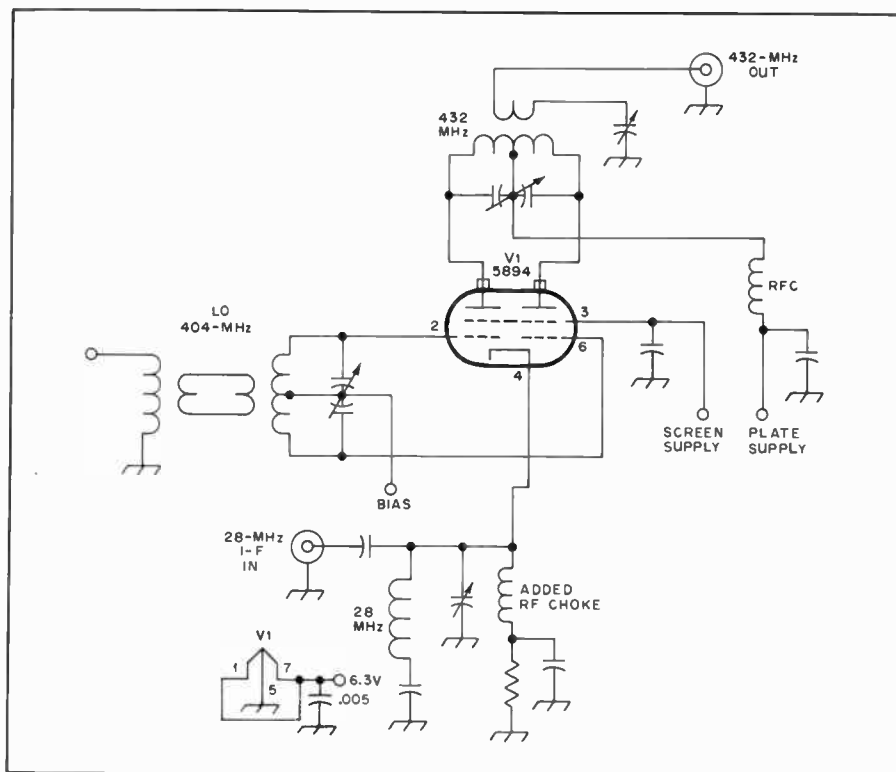 432-MHz
OUT
432
MHz
V1
5894
RFC
LO
404-MHz
2
3
6
4
SCREEN
SUPPLY
PLATE
SUPPLY
BIAS
28-MHz
I-F
IN
ADDED
RF CHOKE
28
MHz
V1
1
7
5
6.3V
.005